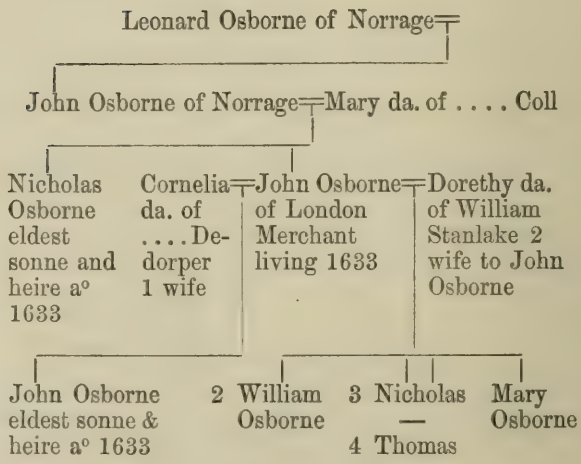 Leonard Osborne of Norrage
John Osborne of Norrage Mary da. of .... Coll
Nicholas
Osborne
eldest
sonne and
heire aº
1633
Cornelia
da. of
....De-
dorper
1 wife
John Osborne
of London
Merchant
living 1633
Dorethy da.
of William
Stanlake 2
wife to John
Osborne
John Osborne
eldest sonne &
heire aº 1633
2 William
Osborne
3 Nicholas
—
4 Thomas
Mary
Osborne